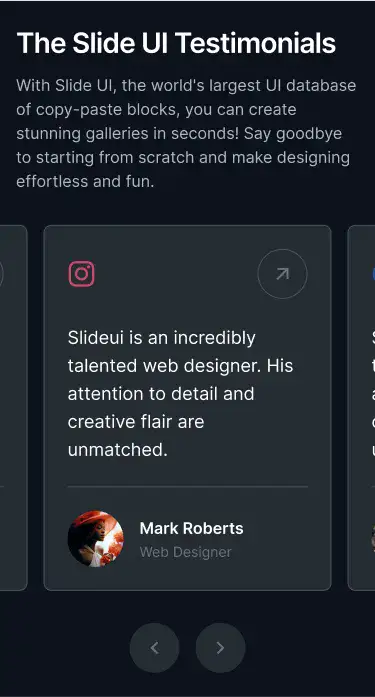 The Slide UI Testimonials
With Slide UI, the world's largest UI database
of copy-paste blocks, you can create
stunning galleries in seconds! Say goodbye
to starting from scratch and make designing
effortless and fun.
Slideui is an incredibly
talented web designer. His
attention to detail and
creative flair are
unmatched.
Mark Roberts
Web Designer